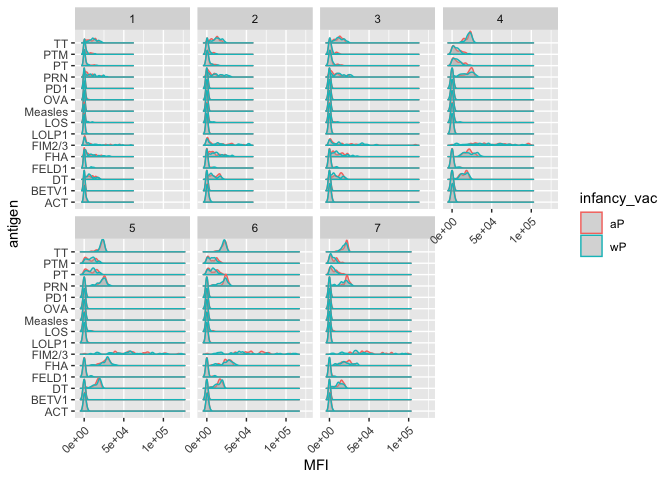 1 2 3 4
TT
PTM
PT
PRN
PD1
OVA
Measles
LOS
LOLP1
FIM2/3
FHA
FELD1
DT
BETV1
ACT
0e+00 5e+04 1e+05
5 6 7
TT
PTM
PT
PRN
PD1
OVA
Measles
LOS
LOLP1
FIM2/3
FHA
FELD1
DT
BETV1
ACT
0e+00 5e+04 1e+05 0e+00 5e+04 1e+05 0e+00 5e+04 1e+05
MFI
antigen
infancy_vac
aP
wP